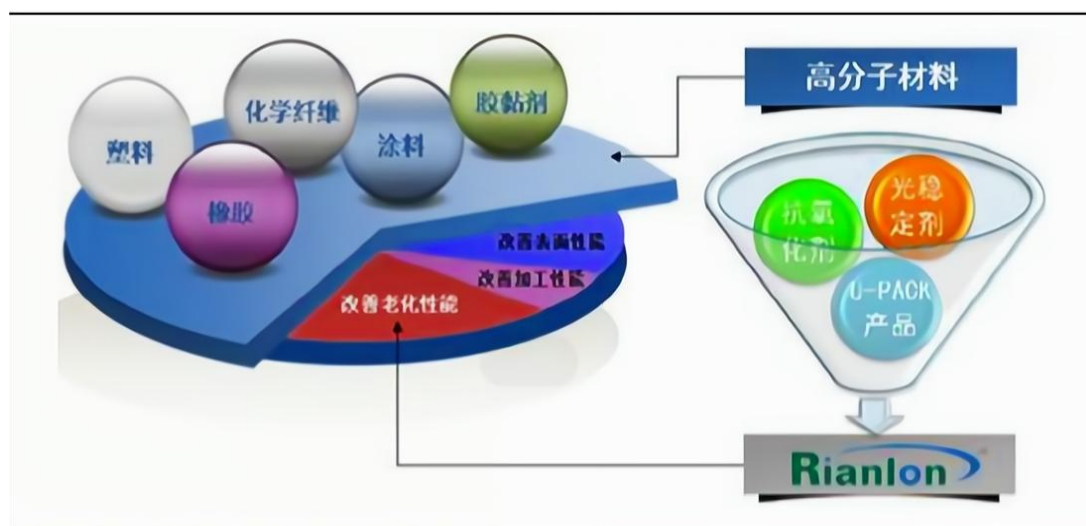 高分子材料
胶黏剂
化学纤维
涂料
塑料
橡胶
改善表面性能
改善加工性能
改善老化性能
抗氧
化剂
光稳
定剂
U-PACK
产品
Rianlon